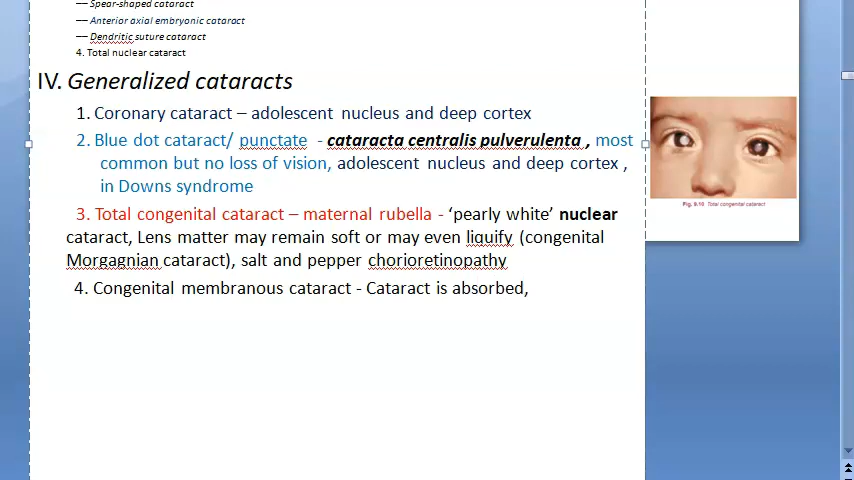 — Spear-shaped cataract
— Anterior axial embryonic cataract
— Dendritic suture cataract
4. Total nuclear cataract
IV. Generalized cataracts
1. Coronary cataract – adolescent nucleus and deep cortex
2. Blue dot cataract/ punctate - cataracta centralis pulverulenta , most
common but no loss of vision, adolescent nucleus and deep cortex ,
in Downs syndrome
3. Total congenital cataract – maternal rubella - ‘pearly white’ nuclear
cataract, Lens matter may remain soft or may even liquify (congenital
Morgagnian cataract), salt and pepper chorioretinopathy
4. Congenital membranous cataract - Cataract is absorbed,
Fig. 9.10 Total congenital cataract